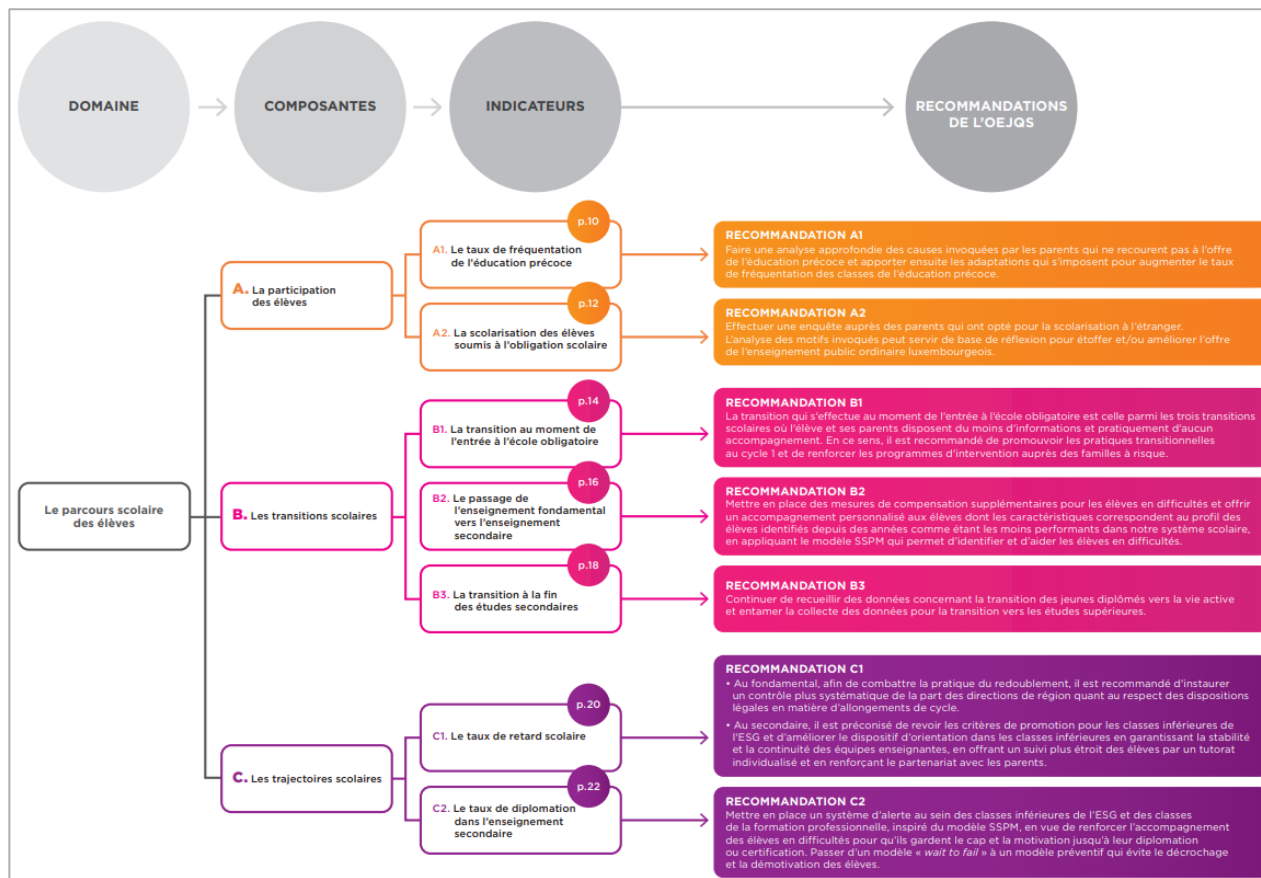 DOMAINE
COMPOSANTES
INDICATEURS
RECOMMANDATIONS
DE L'OEJQS
Le parcours scolaire
des élèves
A. La participation
des élèves
p.10
A1. Le taux de fréquentation
de l'éducation précoce
RECOMMANDATION A1
Faire une analyse approfondie des causes invoquées par les parents qui ne recourent pas à l'offre
de l'éducation précoce et apporter ensuite les adaptations qui s'imposent pour augmenter le taux
de fréquentation des classes de l'éducation précoce.
p.12
A2. La scolarisation des élèves
soumis à l'obligation scolaire
RECOMMANDATION A2
Effectuer une enquête auprès des parents qui ont opté pour la scolarisation à l'étranger.
L'analyse des motifs invoqués peut servir de base de réflexion pour étoffer et/ou améliorer l'offre
de l'enseignement public ordinaire luxembourgeois.
B. Les transitions scolaires
p.14
B1. La transition au moment de
l'entrée à l'école obligatoire
RECOMMANDATION B1
La transition qui s'effectue au moment de l'entrée à l'école obligatoire est celle parmi les trois transitions
scolaires où l'élève et ses parents disposent du moins d'informations et pratiquement d'aucun
accompagnement. En ce sens, il est recommandé de promouvoir les pratiques transitionnelles
au cycle 1 et de renforcer les programmes d'intervention auprès des familles à risque.
p.16
B2. Le passage de
l'enseignement fondamental
vers l'enseignement
secondaire
RECOMMANDATION B2
Mettre en place des mesures de compensation supplémentaires pour les élèves en difficultés et offrir
un accompagnement personnalisé aux élèves dont les caractéristiques correspondent au profil des
élèves identifiés depuis des années comme étant les moins performants dans notre système scolaire,
en appliquant le modèle SSPM qui permet d'identifier et d'aider les élèves en difficultés.
p.18
B3. La transition à la fin
des études secondaires
RECOMMANDATION B3
Continuer de recueillir des données concernant la transition des jeunes diplômés vers la vie active
et entamer la collecte des données pour la transition vers les études supérieures.
C. Les trajectoires scolaires
p.20
C1. Le taux de retard scolaire
RECOMMANDATION C1
• Au fondamental, afin de combattre la pratique du redoublement, il est recommandé d'instaurer
un contrôle plus systématique de la part des directions de région quant au respect des dispositions
légales en matière d'allongements de cycle.
• Au secondaire, il est préconisé de revoir les critères de promotion pour les classes inférieures de
l'ESG et d'améliorer le dispositif d'orientation dans les classes inférieures en garantissant la stabilité
et la continuité des équipes enseignantes, en offrant un suivi plus étroit des élèves par un tutorat
individualisé et en renforçant le partenariat avec les parents.
p.22
C2. Le taux de diplomation
dans l'enseignement
secondaire
RECOMMANDATION C2
Mettre en place un système d'alerte au sein des classes inférieures de l'ESG et des classes
de la formation professionnelle, inspiré du modèle SSPM, en vue de renforcer l'accompagnement
des élèves en difficultés pour qu'ils gardent le cap et la motivation jusqu'à leur diplomation
ou certification. Passer d'un modèle « wait to fail » à un modèle préventif qui évite le décrochage
et la démotivation des élèves.